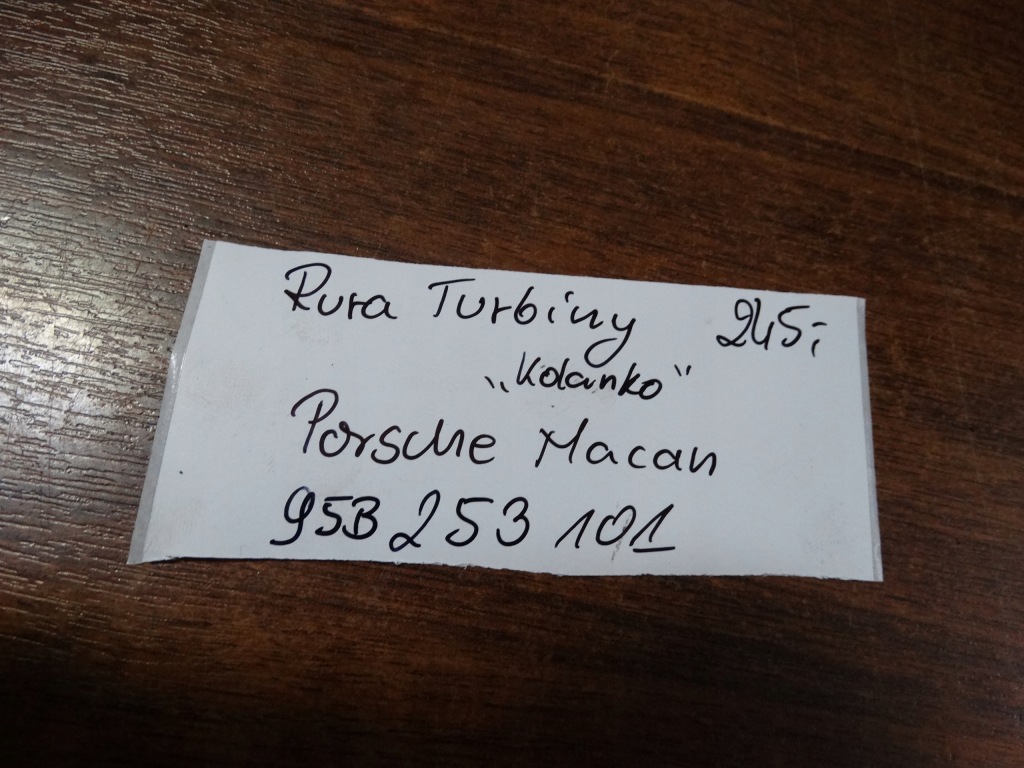 Rura Turbiny 245,-
"Kolanko"
Porsche Macan
95B 253 101